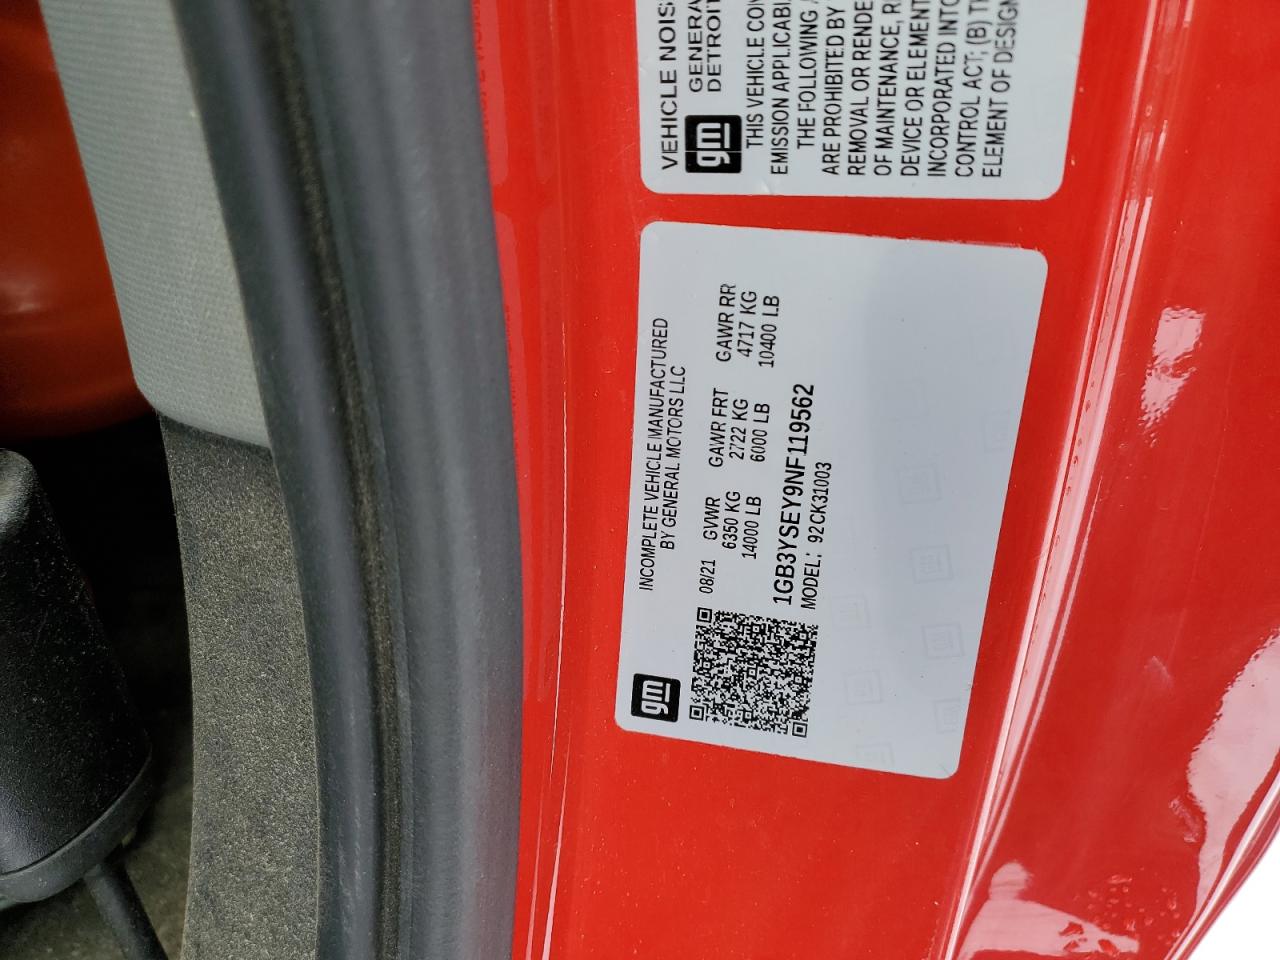 VEHICLE NOIS
GENERA
DETROIT
gm
THIS VEHICLE CON
EMISSION APPLICABL
THE FOLLOWING A
ARE PROHIBITED BY
REMOVAL OR RENDE
OF MAINTENANCE, R
DEVICE OR ELEMENT
INCORPORATED INTO
CONTROL ACT; (B) T
ELEMENT OF DESIGN
gm
INCOMPLETE VEHICLE MANUFACTURED
BY GENERAL MOTORS LLC
08/21 GVWR GAWR FRT GAWR RR
6350 KG 2722 KG 4717 KG
14000 LB 6000 LB 10400 LB
1GB3YSEY9NF119562
MODEL: 92CK31003